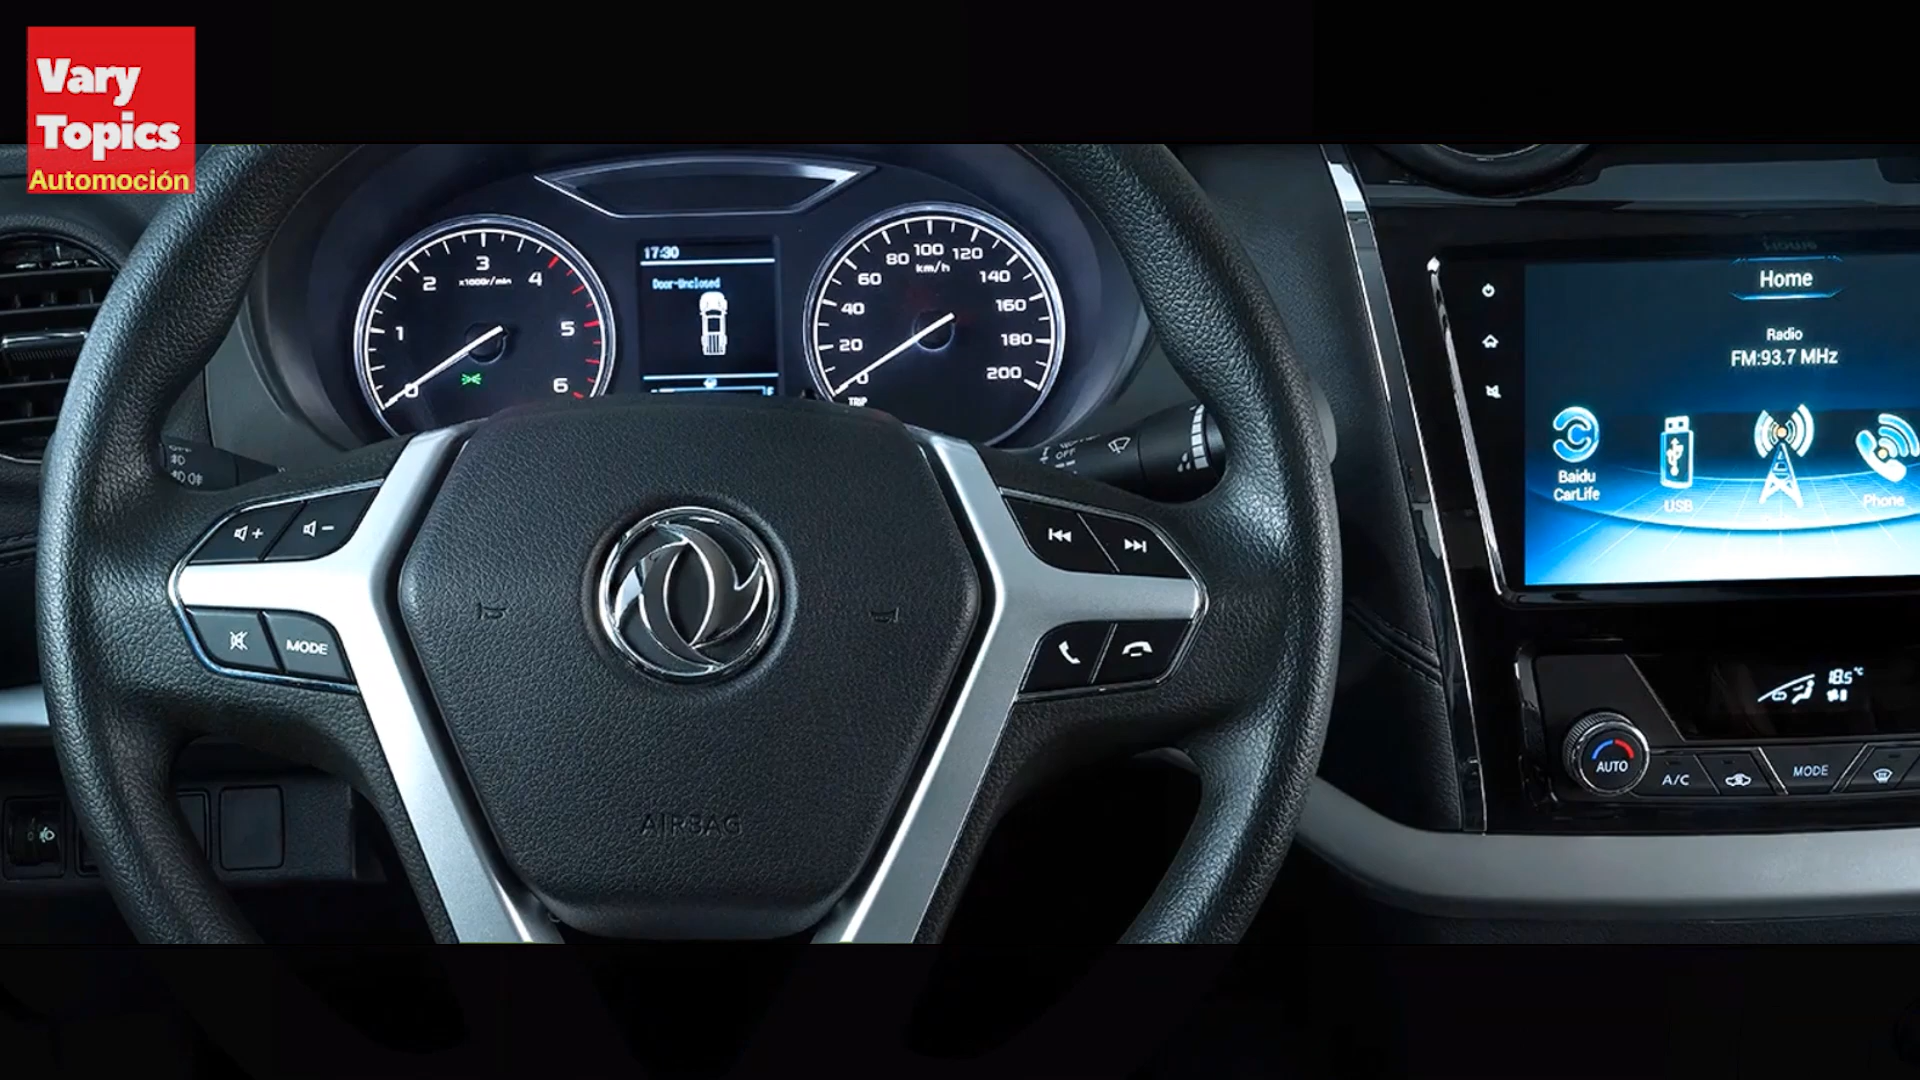 Vary
Topics
Automoción
17:30
Door-Unclosed
0
1
2
3
4
5
6
x1000r/min
0
20
40
60
80
100
120
140
160
180
200
km/h
TRIP
OFF
Home
Radio
FM:93.7 MHz
Baidu
CarLife
USB
Phone
MODE
AIRBAG
18.5°C
AUTO
A/C
MODE